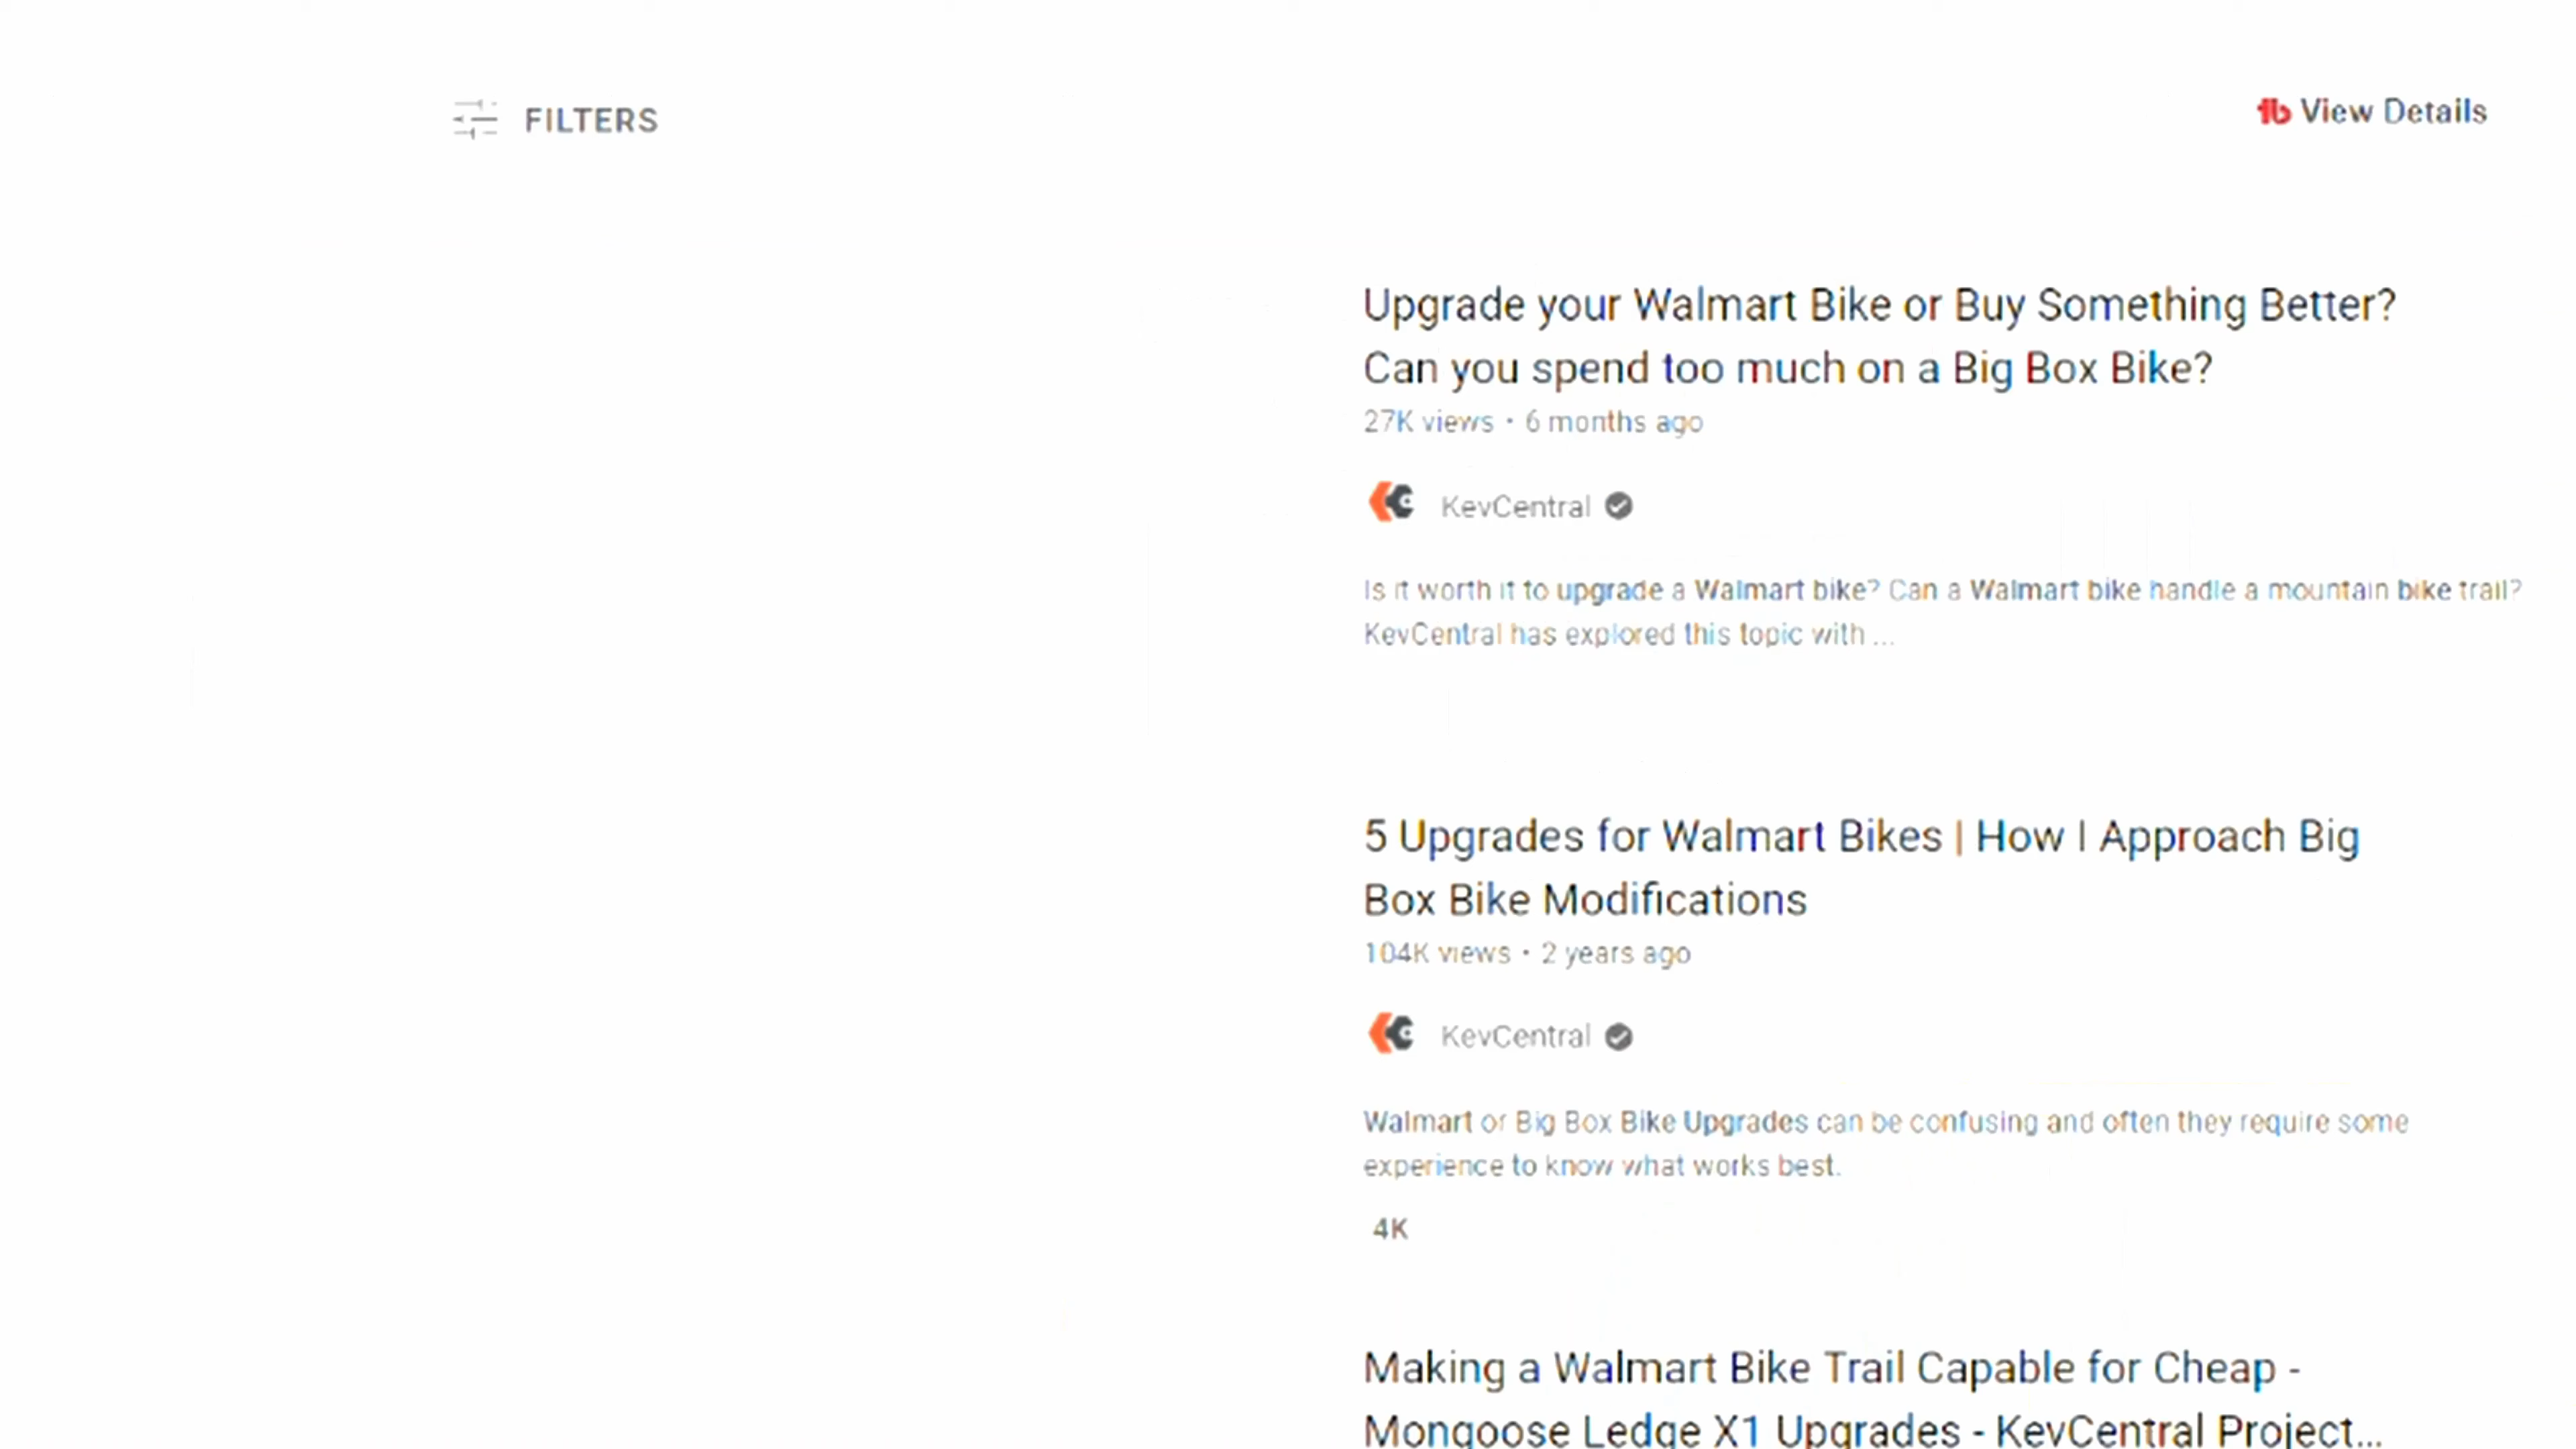 FILTERS
View Details
Upgrade your Walmart Bike or Buy Something Better?
Can you spend too much on a Big Box Bike?
27K views • 6 months ago
KevCentral
Is it worth it to upgrade a Walmart bike? Can a Walmart bike handle a mountain bike trail?
KevCentral has explored this topic with ...
5 Upgrades for Walmart Bikes | How I Approach Big
Box Bike Modifications
104K views • 2 years ago
KevCentral
Walmart or Big Box Bike Upgrades can be confusing and often they require some
experience to know what works best.
4K
Making a Walmart Bike Trail Capable for Cheap -
Mongoose Ledge X1 Upgrades - KevCentral Project...